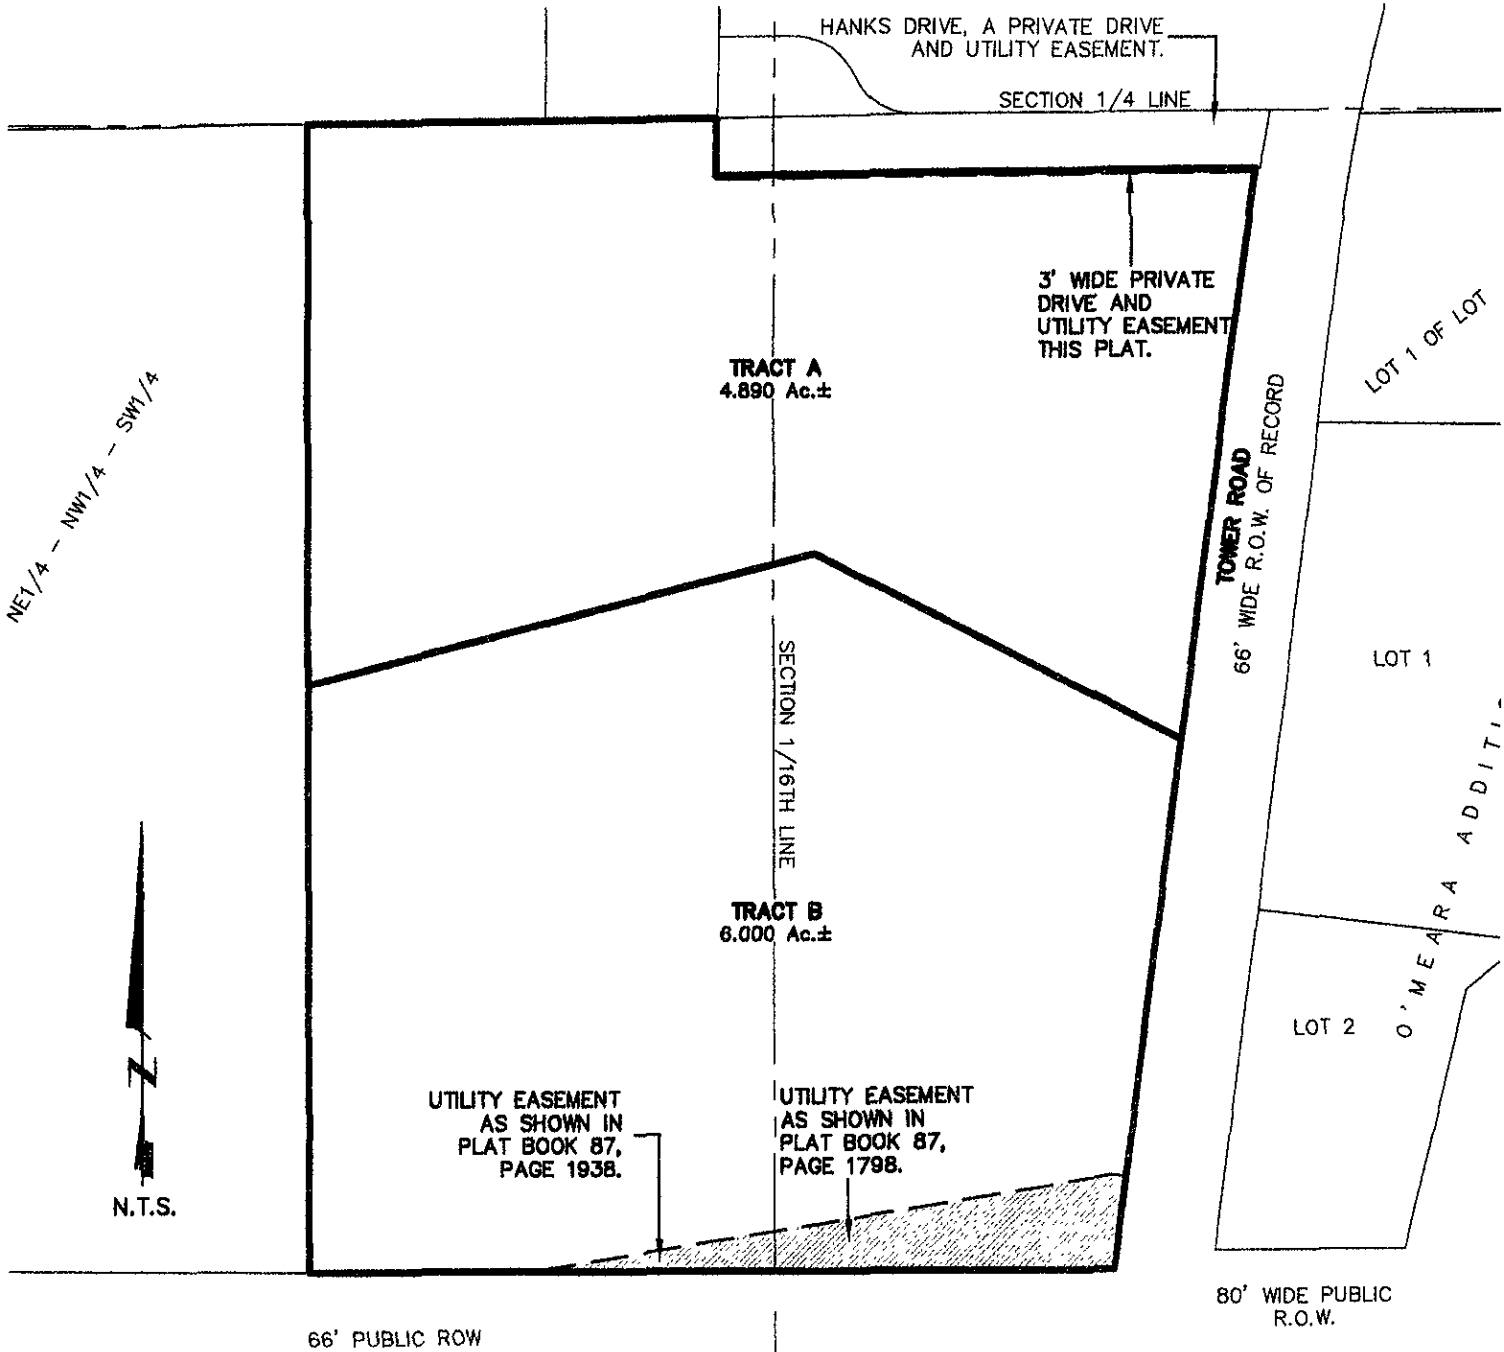 HANKS DRIVE, A PRIVATE DRIVE
AND UTILITY EASEMENT.
SECTION 1/4 LINE
3' WIDE PRIVATE
DRIVE AND
UTILITY EASEMENT
THIS PLAT.
TRACT A
4.890 Ac.±
NE1/4 – NW1/4 – SW1/4
LOT 1 OF LOT
TOWER ROAD
66' WIDE R.O.W. OF RECORD
SECTION 1/16TH LINE
LOT 1
O'MEARA ADDITI
TRACT B
6.000 Ac.±
LOT 2
N
N.T.S.
UTILITY EASEMENT
AS SHOWN IN
PLAT BOOK 87,
PAGE 1938.
UTILITY EASEMENT
AS SHOWN IN
PLAT BOOK 87,
PAGE 1798.
80' WIDE PUBLIC
R.O.W.
66' PUBLIC ROW